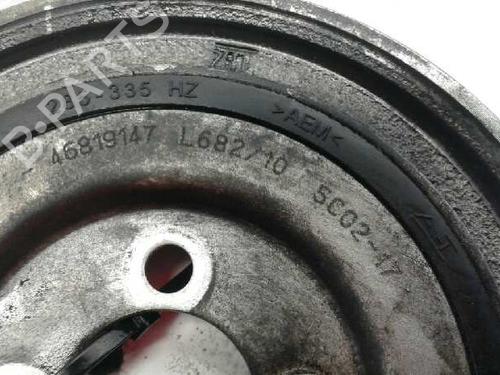 335 HZ
>AEM<
46819147 L682/10 5C02-17
B-PARTS